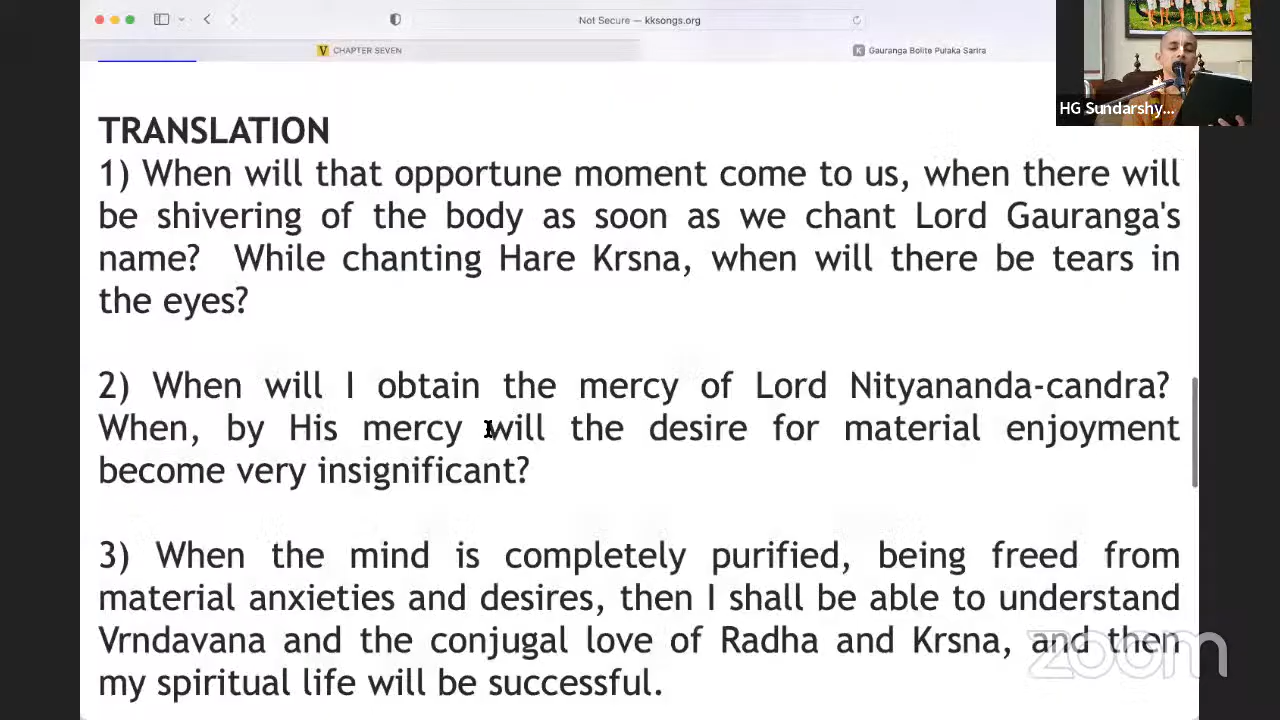 Not Secure — kksongs.org
V CHAPTER SEVEN
K Gauranga Bolite Pulaka Sarira
HG Sundarshy...
TRANSLATION
1) When will that opportune moment come to us, when there will
be shivering of the body as soon as we chant Lord Gauranga's
name? While chanting Hare Krsna, when will there be tears in
the eyes?
2) When will I obtain the mercy of Lord Nityananda-candra?
When, by His mercy will the desire for material enjoyment
become very insignificant?
3) When the mind is completely purified, being freed from
material anxieties and desires, then I shall be able to understand
Vrndavana and the conjugal love of Radha and Krsna, and then
my spiritual life will be successful.
zoom